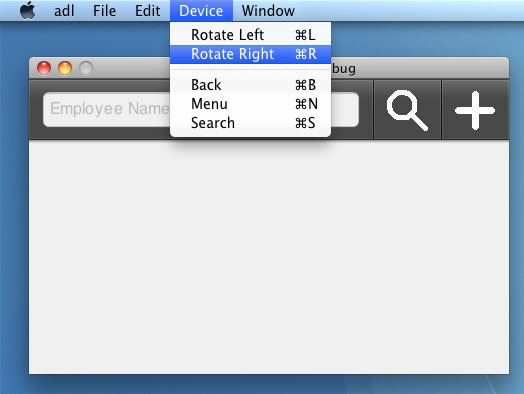 adl File Edit Device Window
Rotate Left ⌘L
Rotate Right ⌘R
bug
Back ⌘B
Employee Name
Menu ⌘N
Search ⌘S